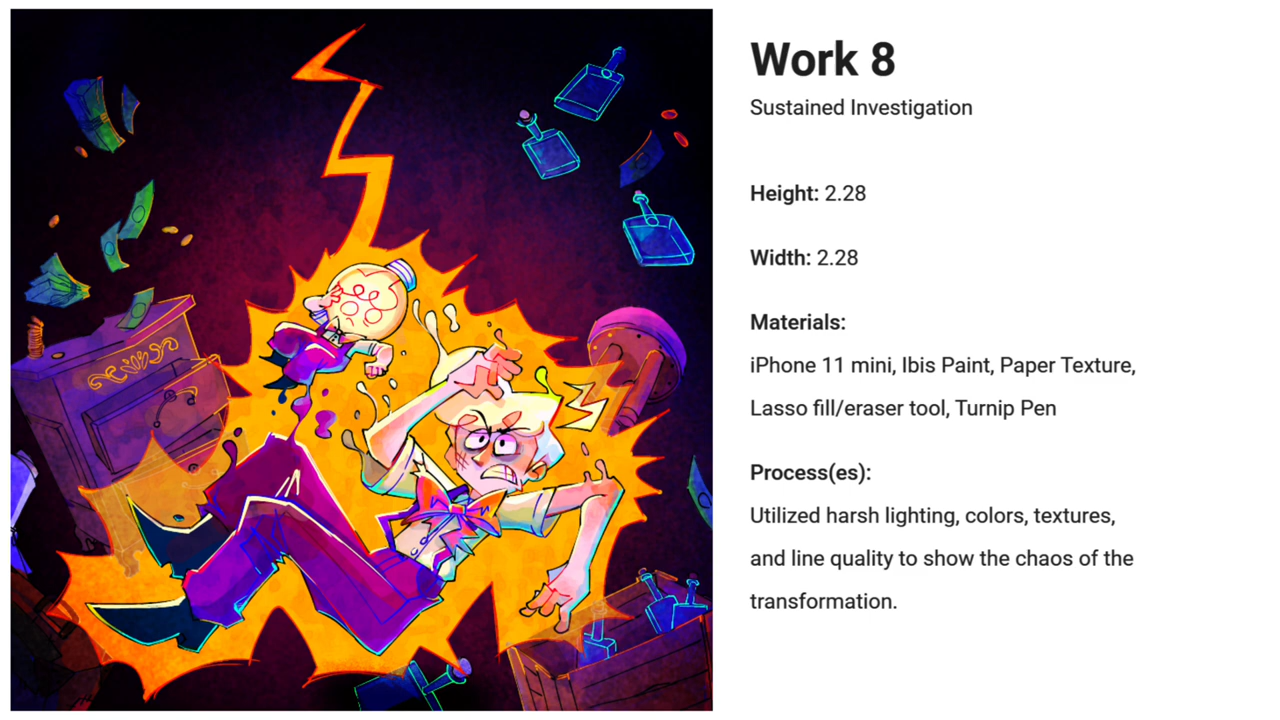 Work 8
Sustained Investigation
Height: 2.28
Width: 2.28
Materials:
iPhone 11 mini, Ibis Paint, Paper Texture,
Lasso fill/eraser tool, Turnip Pen
Process(es):
Utilized harsh lighting, colors, textures,
and line quality to show the chaos of the
transformation.